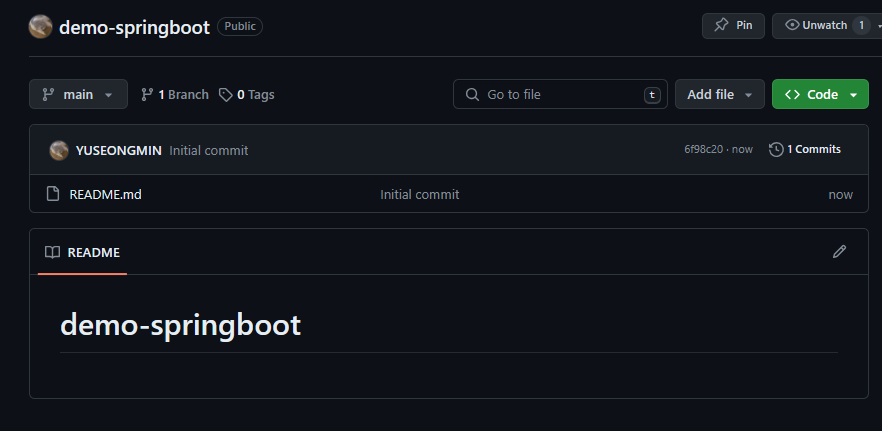 demo-springboot Public Pin Unwatch 1
main 1 Branch 0 Tags Go to file t Add file Code
YUSEONGMIN Initial commit 6f98c20 · now 1 Commits
README.md Initial commit now
README
demo-springboot